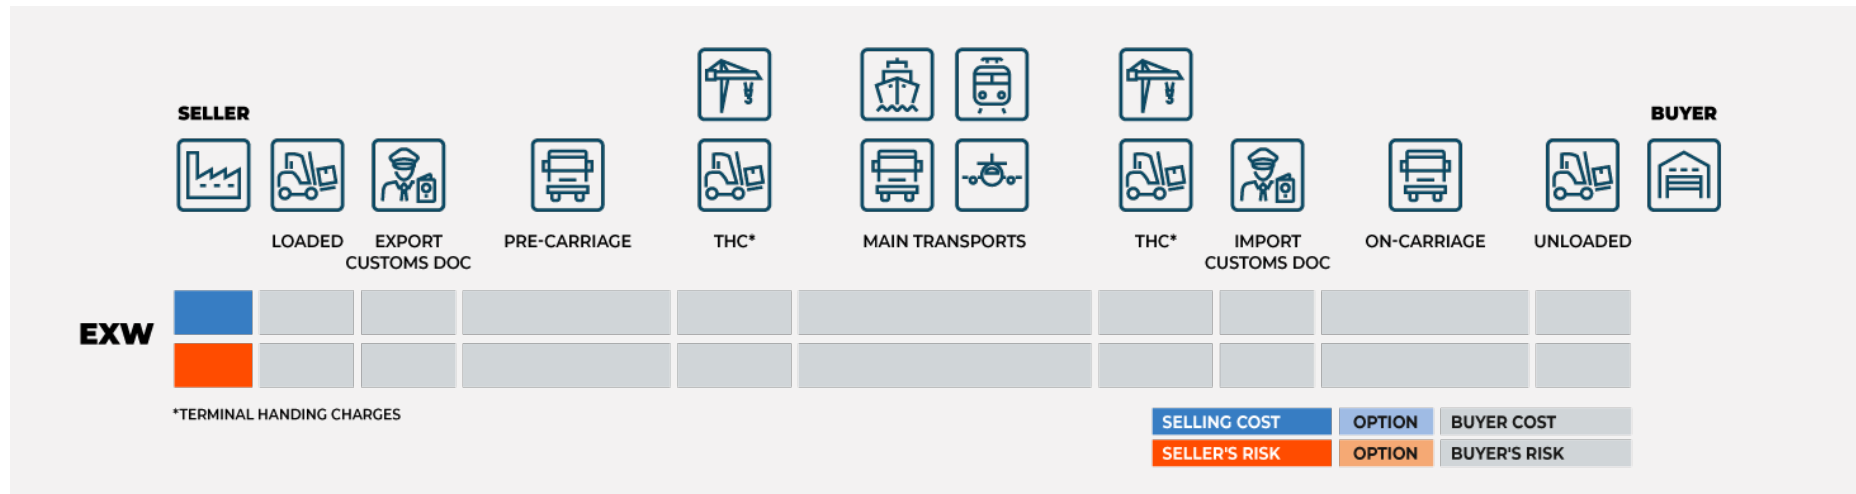 SELLER
BUYER
LOADED
EXPORT
CUSTOMS DOC
PRE-CARRIAGE
THC*
MAIN TRANSPORTS
THC*
IMPORT
CUSTOMS DOC
ON-CARRIAGE
UNLOADED
EXW
*TERMINAL HANDING CHARGES
SELLING COST OPTION BUYER COST
SELLER'S RISK OPTION BUYER'S RISK